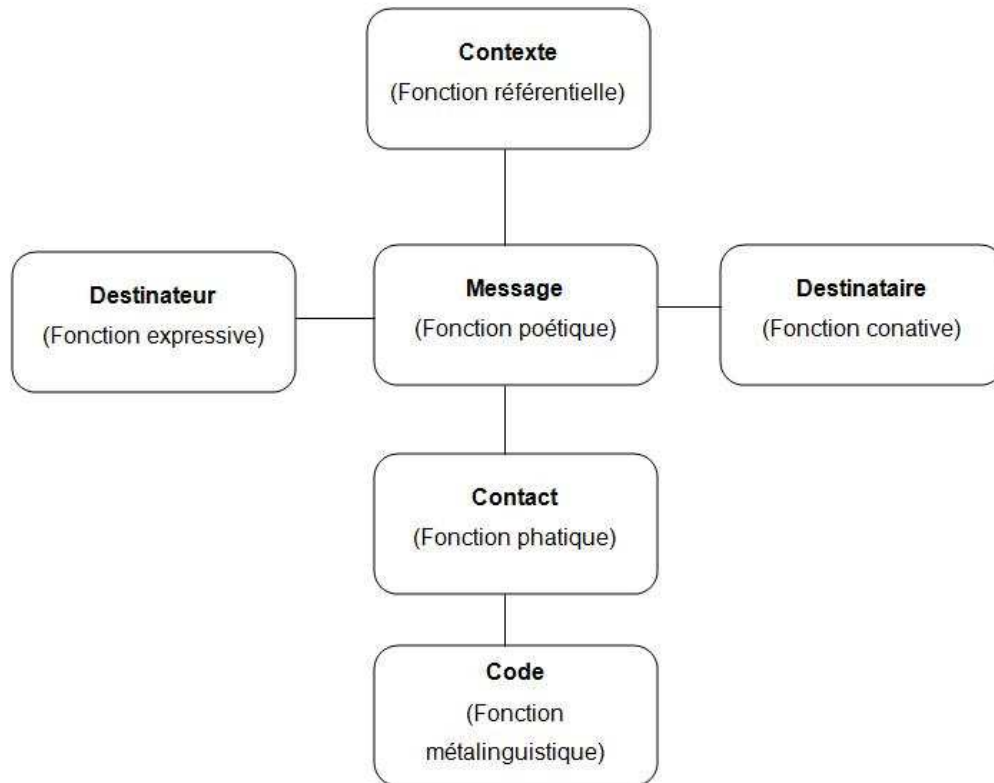 Contexte
(Fonction référentielle)
Destinateur
(Fonction expressive)
Message
(Fonction poétique)
Destinataire
(Fonction conative)
Contact
(Fonction phatique)
Code
(Fonction
métalinguistique)